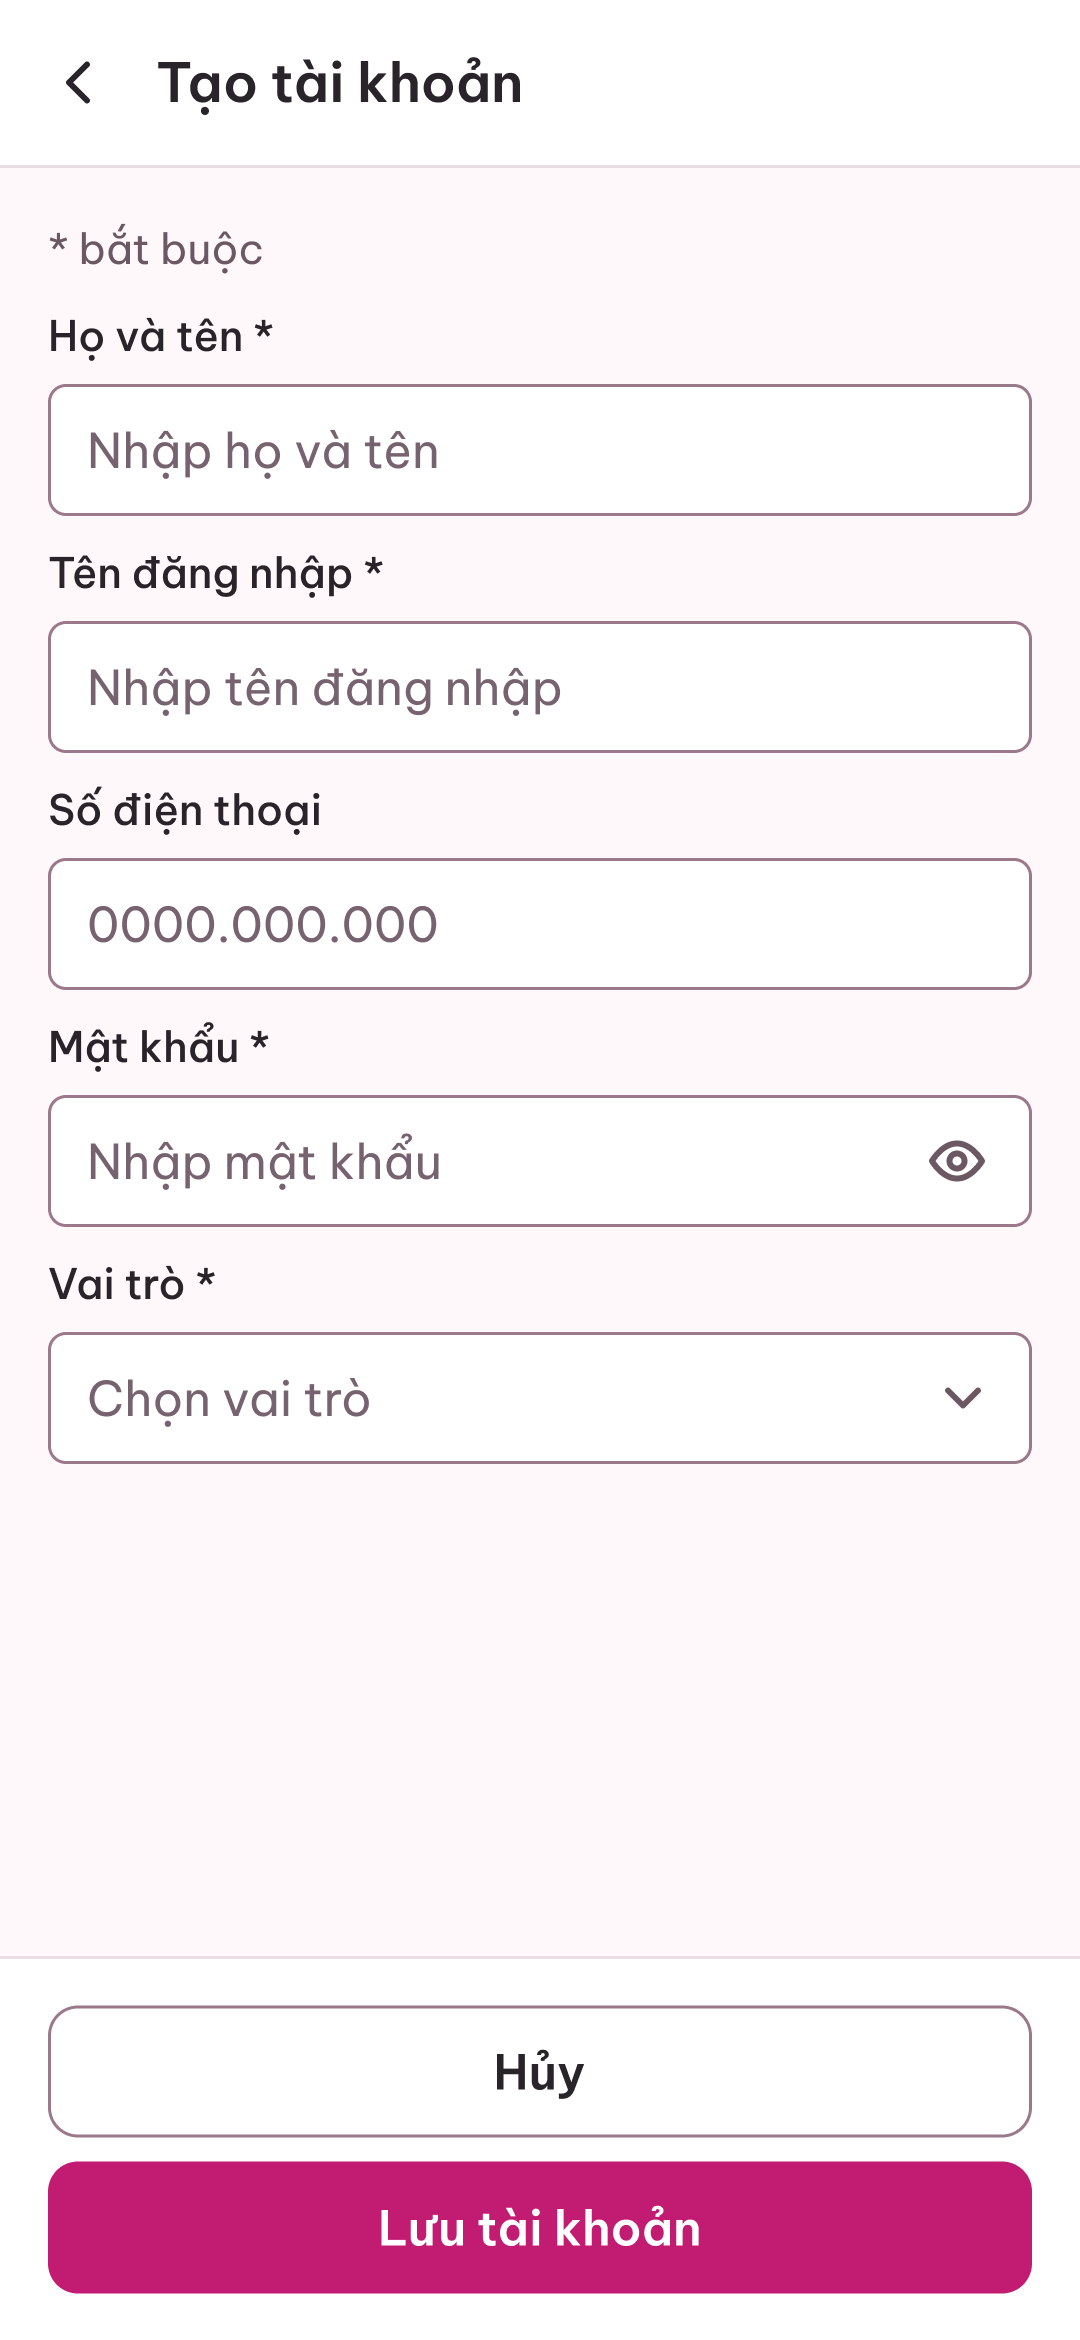 Tạo tài khoản
* bắt buộc
Họ và tên *
Nhập họ và tên
Tên đăng nhập *
Nhập tên đăng nhập
Số điện thoại
0000.000.000
Mật khẩu *
Nhập mật khẩu
Vai trò *
Chọn vai trò
Hủy
Lưu tài khoản